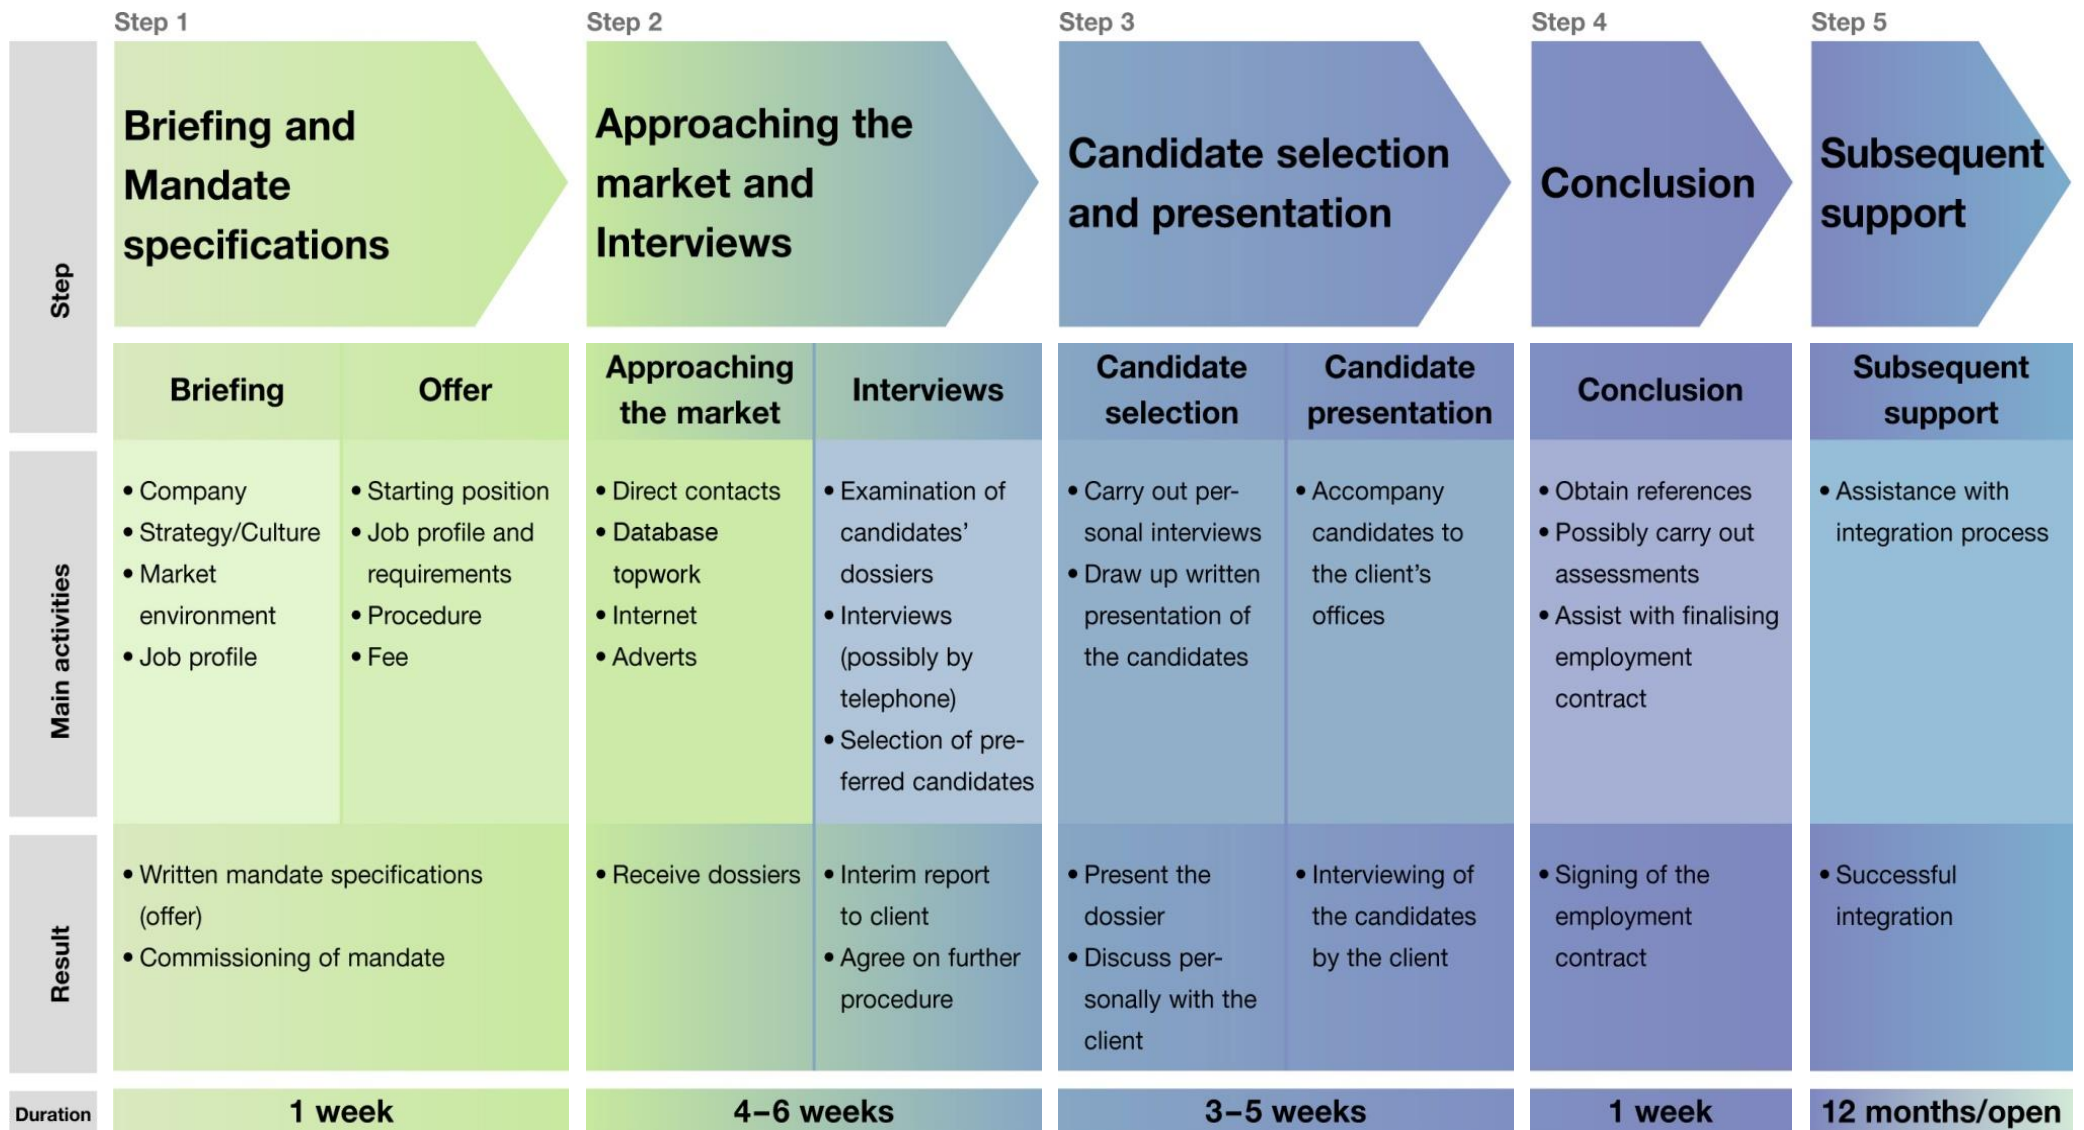 Step 1
Step 2
Step 3
Step 4
Step 5
Step
Briefing and
Mandate
specifications
Approaching the
market and
Interviews
Candidate selection
and presentation
Conclusion
Subsequent
support
Briefing
Offer
Approaching
the market
Interviews
Candidate
selection
Candidate
presentation
Conclusion
Subsequent
support
Main activities
• Company
• Strategy/Culture
• Market
environment
• Job profile
• Starting position
• Job profile and
requirements
• Procedure
• Fee
• Direct contacts
• Database
topwork
• Internet
• Adverts
• Examination of
candidates’
dossiers
• Interviews
(possibly by
telephone)
• Selection of pre-
ferred candidates
• Carry out per-
sonal interviews
• Draw up written
presentation of
the candidates
• Accompany
candidates to
the client’s
offices
• Obtain references
• Possibly carry out
assessments
• Assist with finalising
employment
contract
• Assistance with
integration process
Result
• Written mandate specifications
(offer)
• Commissioning of mandate
• Receive dossiers
• Interim report
to client
• Agree on further
procedure
• Present the
dossier
• Discuss per-
sonally with the
client
• Interviewing of
the candidates
by the client
• Signing of the
employment
contract
• Successful
integration
Duration
1 week
4–6 weeks
3–5 weeks
1 week
12 months/open